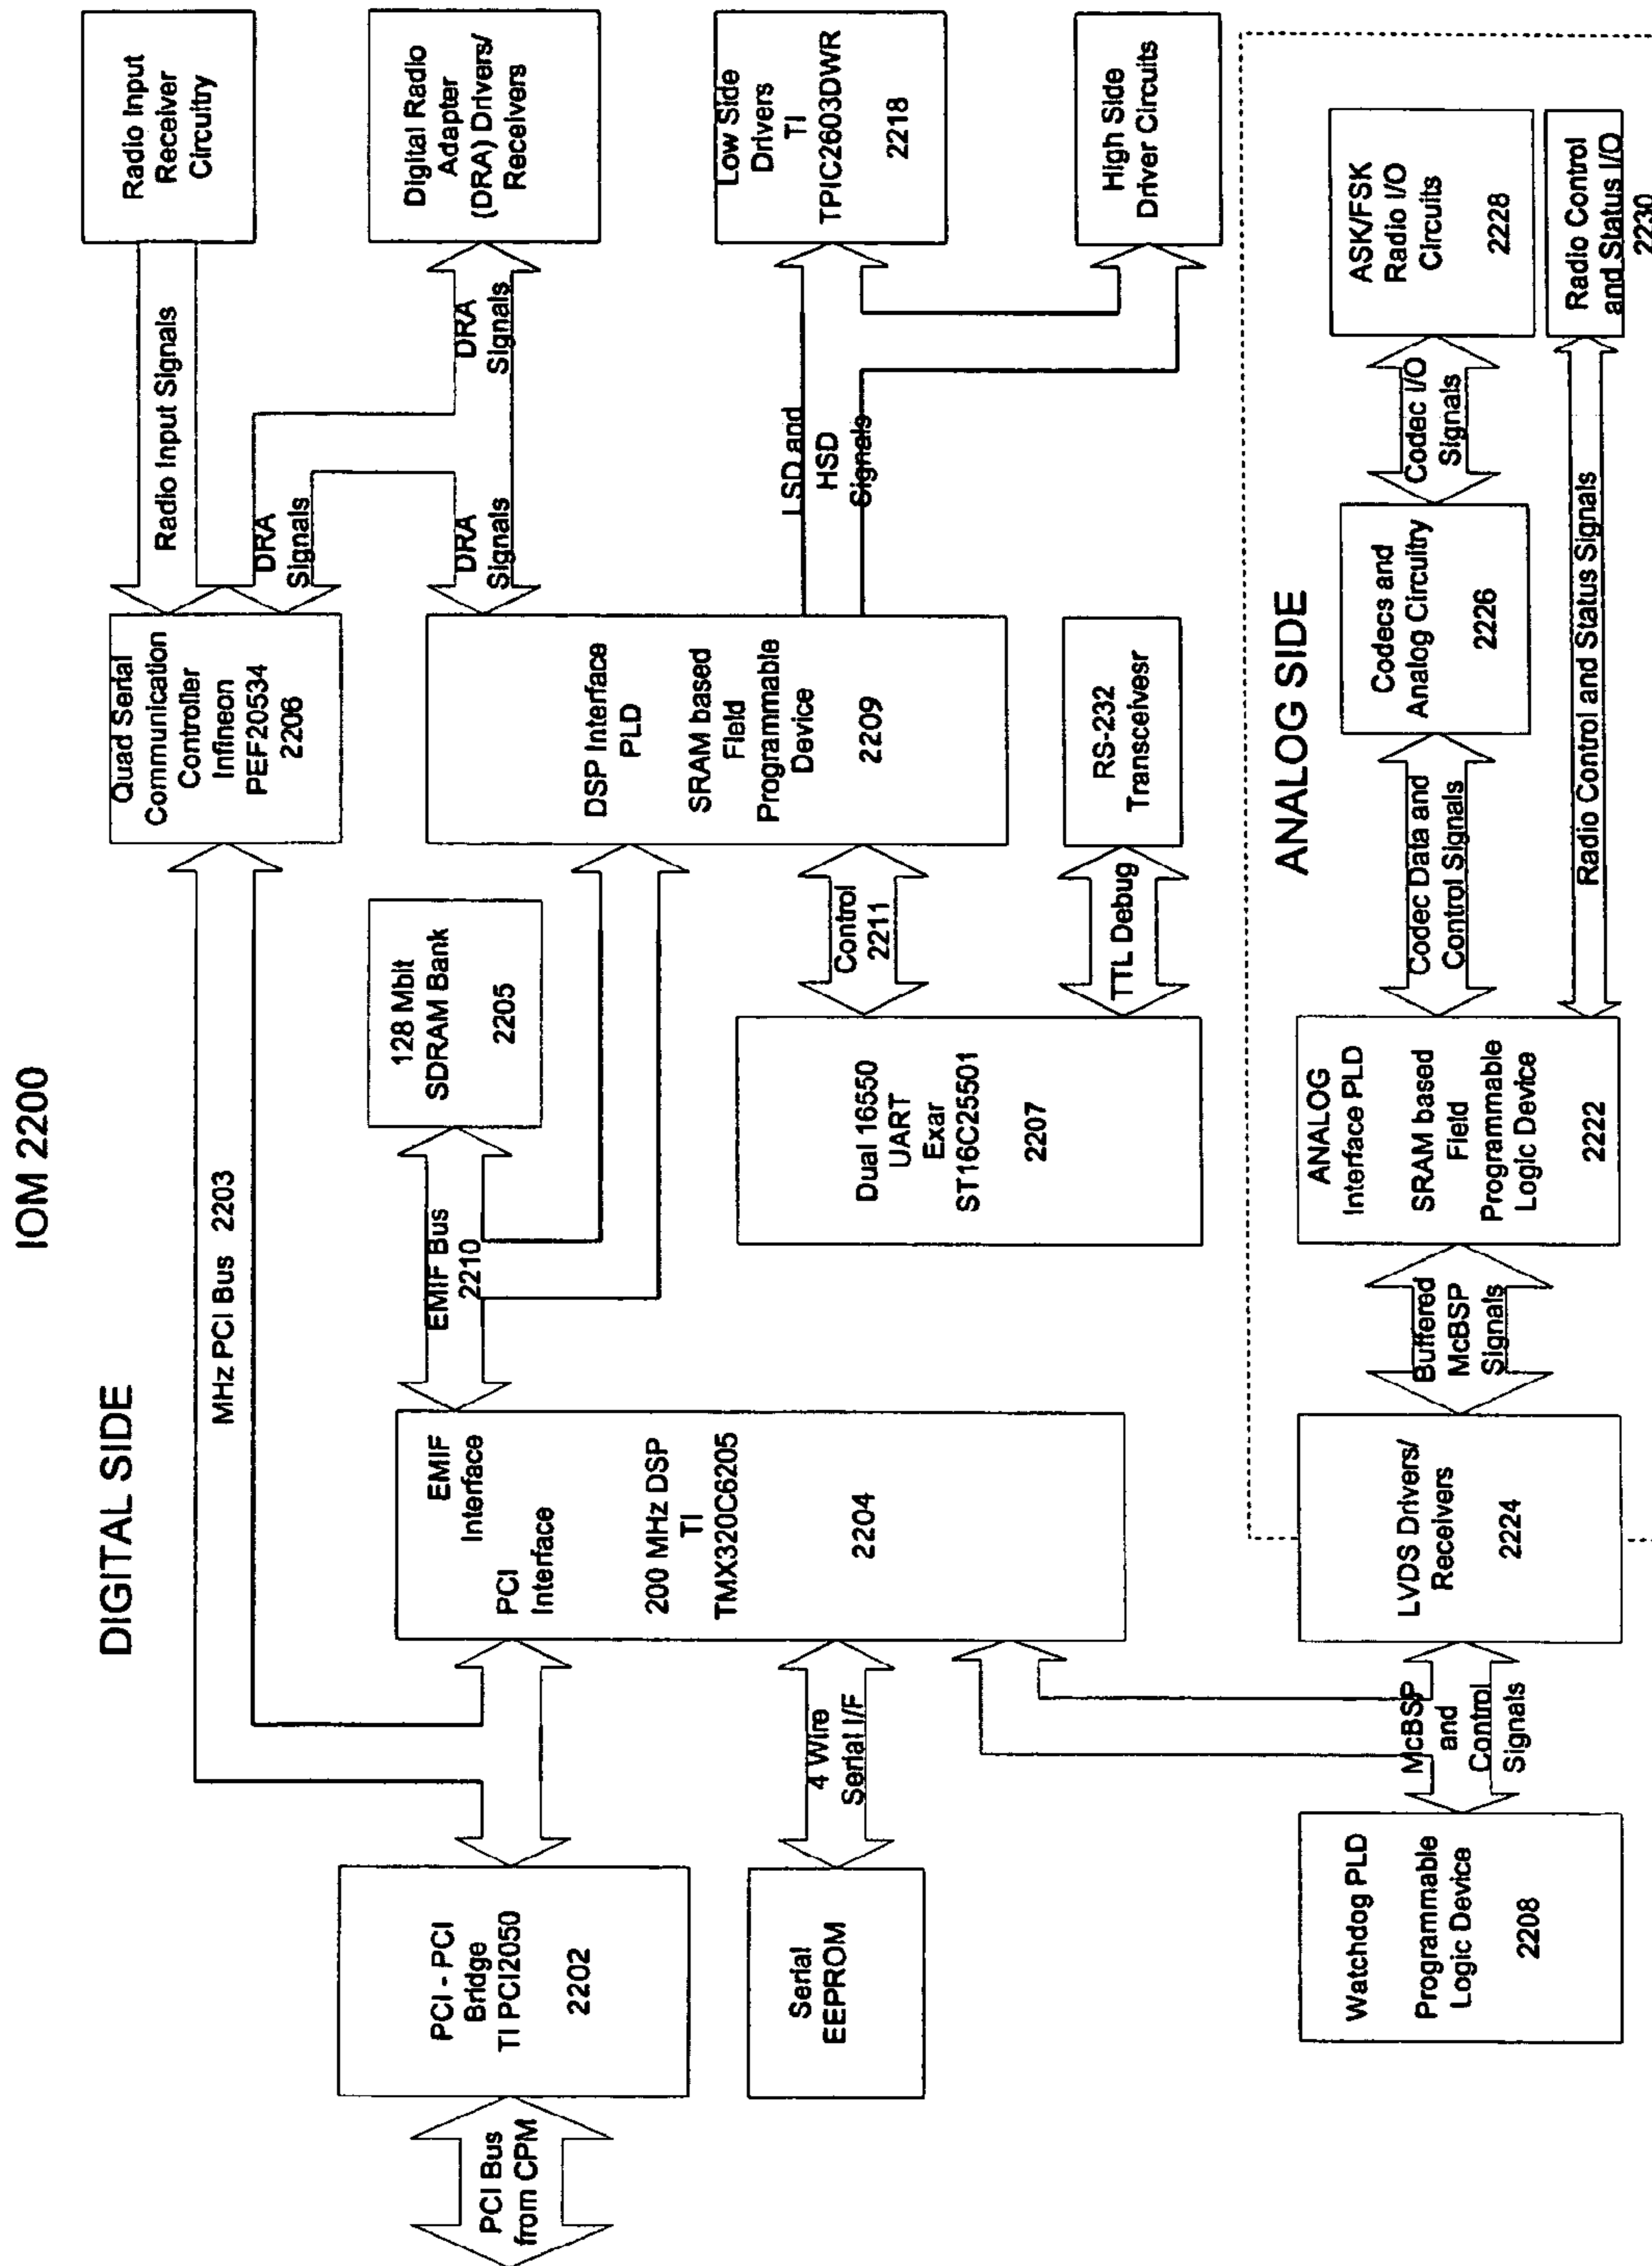 IOM 2200
DIGITAL SIDE
PCI Bus
from CPM
PCI - PCI
Bridge
TI PCI2050
2202
MHz PCI Bus 2203
Quad Serial
Communication
Controller
Infineon
PEF20534
2206
Radio Input Signals
Radio Input
Receiver
Circuitry
DRA
Signals
DRA
Signals
DRA
Signals
Digital Radio
Adapter
(DRA) Drivers/
Receivers
EMIF
Interface
PCI
Interface
200 MHz DSP
TI
TMX320C6205
2204
EMIF Bus
2210
128 Mbit
SDRAM Bank
2205
DSP Interface
PLD
SRAM based
Field
Programmable
Device
2209
LSD and
HSD
Signals
Low Side
Drivers
TI
TPIC2603DWR
2218
High Side
Driver Circuits
Serial
EEPROM
4 Wire
Serial I/F
Dual 16550
UART
Exar
ST16C25501
2207
Control
2211
TTL Debug
RS-232
Transceivesr
Watchdog PLD
Programmable
Logic Device
2208
McBSP
and
Control
Signals
LVDS Drivers/
Receivers
2224
Buffered
McBSP
Signals
ANALOG SIDE
ANALOG
Interface PLD
SRAM based
Field
Programmable
Logic Device
2222
Codec Data and
Control Signals
Codecs and
Analog Circuitry
2226
Codec I/O
Signals
ASK/FSK
Radio I/O
Circuits
2228
Radio Control and Status Signals
Radio Control
and Status I/O
2230